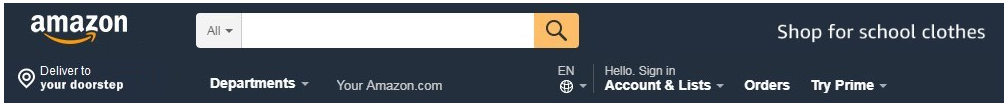 amazon
All
Shop for school clothes
Deliver to
your doorstep
Departments
Your Amazon.com
EN
Hello. Sign in
Account & Lists
Orders
Try Prime